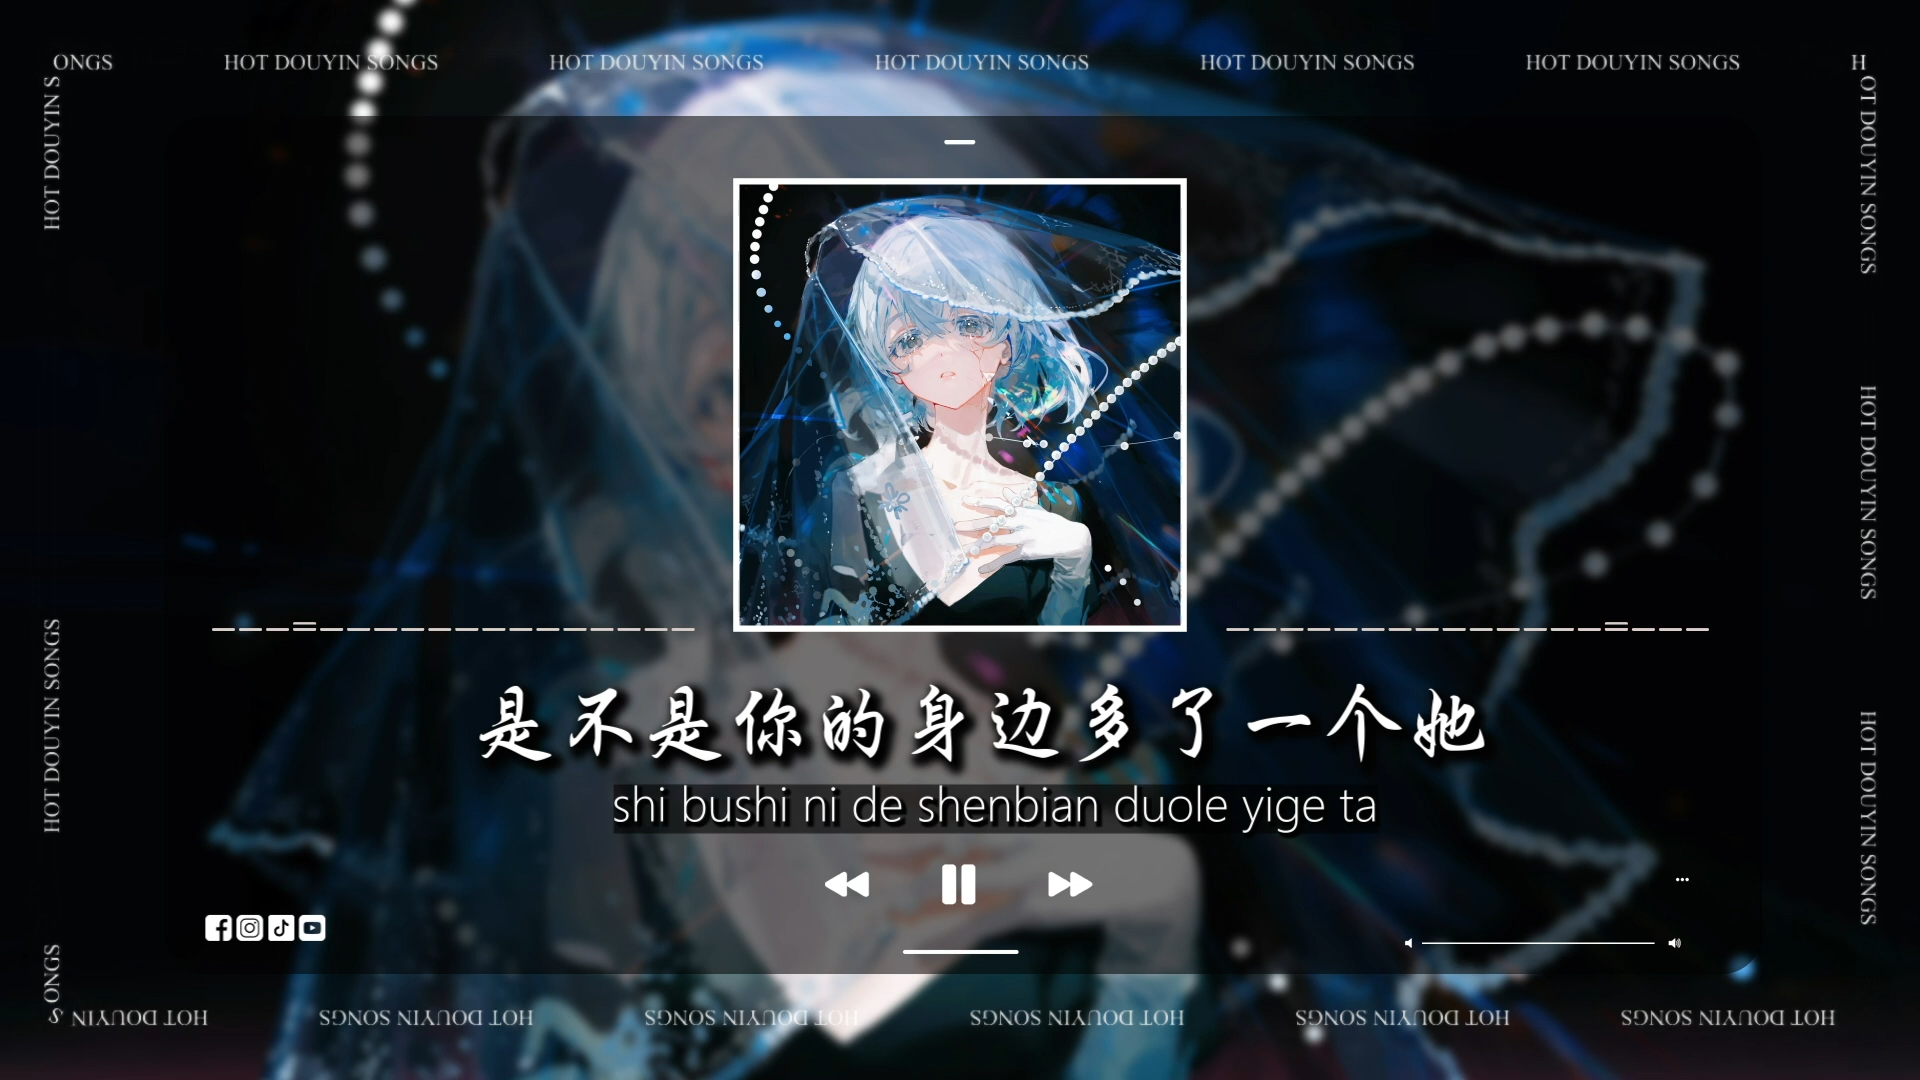 ONGS HOT DOUYIN SONGS HOT DOUYIN SONGS HOT DOUYIN SONGS HOT DOUYIN SONGS HOT DOUYIN SONGS H
HOT DOUYIN S
OT DOUYIN SONGS
HOT DOUYIN SONGS
HOT DOUYIN SONGS
HOT DOUYIN SONGS
是不是你的身边多了一个她
shi bushi ni de shenbian duole yige ta
ONGS
HOT DOUYIN SONGS HOT DOUYIN SONGS HOT DOUYIN SONGS HOT DOUYIN SONGS HOT DOUYIN SONGS HOT DOUYIN S